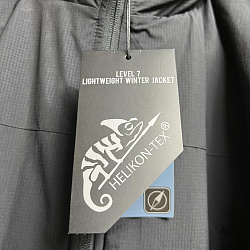 LEVEL 7
LIGHTWEIGHT WINTER JACKET
HELIKON-TEX®